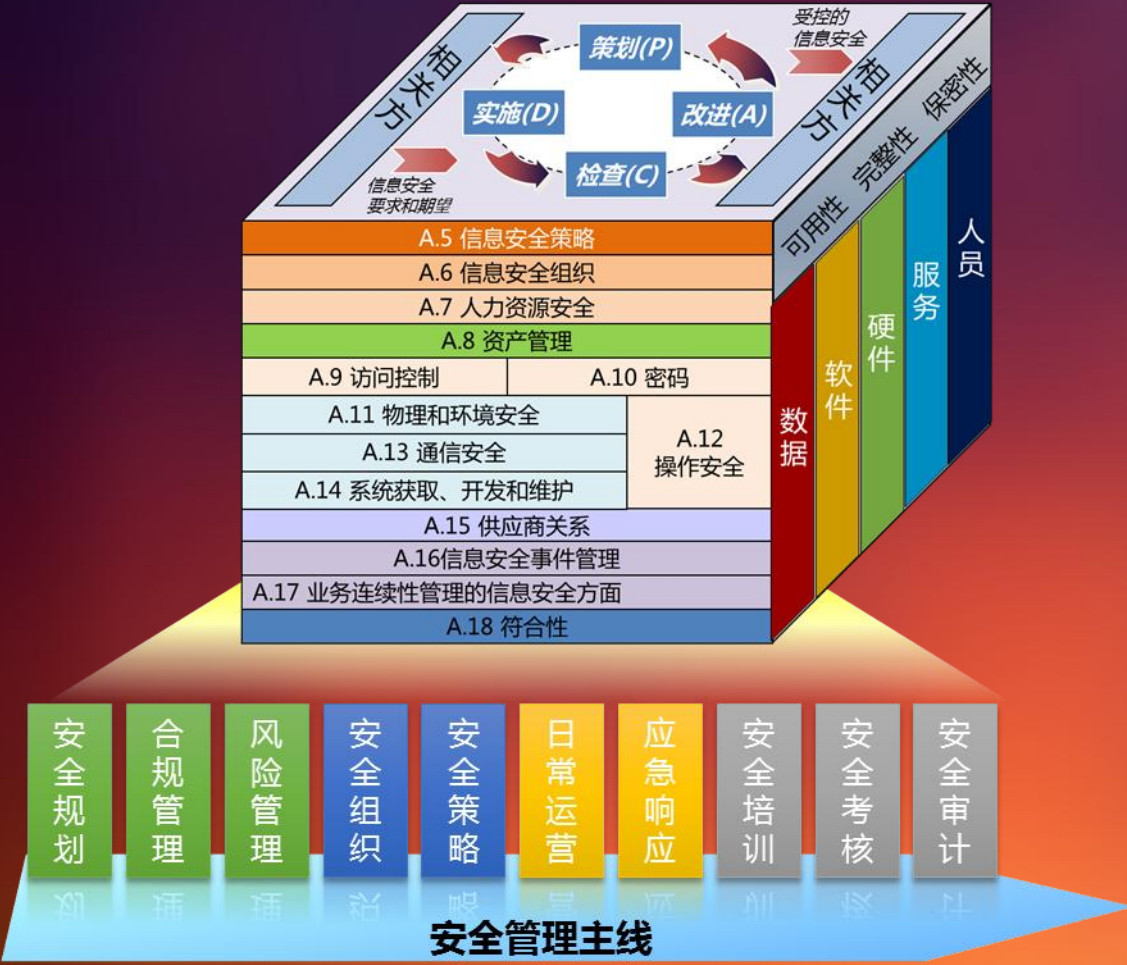 受控的
信息安全
策划(P)
相关方
相关方
实施(D)
改进(A)
检查(C)
信息安全
要求和期望
可用性 完整性 保密性
A.5 信息安全策略
A.6 信息安全组织
A.7 人力资源安全
A.8 资产管理
A.9 访问控制
A.10 密码
A.11 物理和环境安全
A.12
操作安全
A.13 通信安全
A.14 系统获取、开发和维护
A.15 供应商关系
A.16信息安全事件管理
A.17 业务连续性管理的信息安全方面
A.18 符合性
数据
软件
硬件
服务
人员
安全规划
合规管理
风险管理
安全组织
安全策略
日常运营
应急响应
安全培训
安全考核
安全审计
安全管理主线